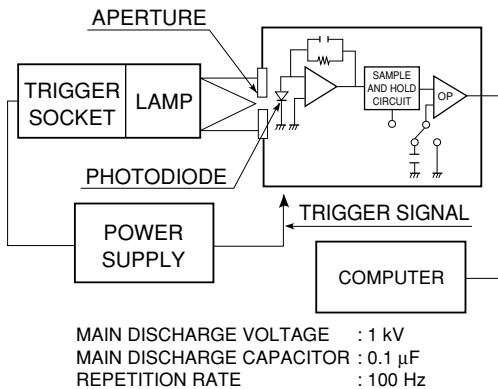 APERTURE
TRIGGER
SOCKET
LAMP
SAMPLE
AND HOLD
CIRCUIT
OP
PHOTODIODE
POWER
SUPPLY
TRIGGER SIGNAL
COMPUTER
MAIN DISCHARGE VOLTAGE : 1 kV
MAIN DISCHARGE CAPACITOR : 0.1 µF
REPETITION RATE : 100 Hz